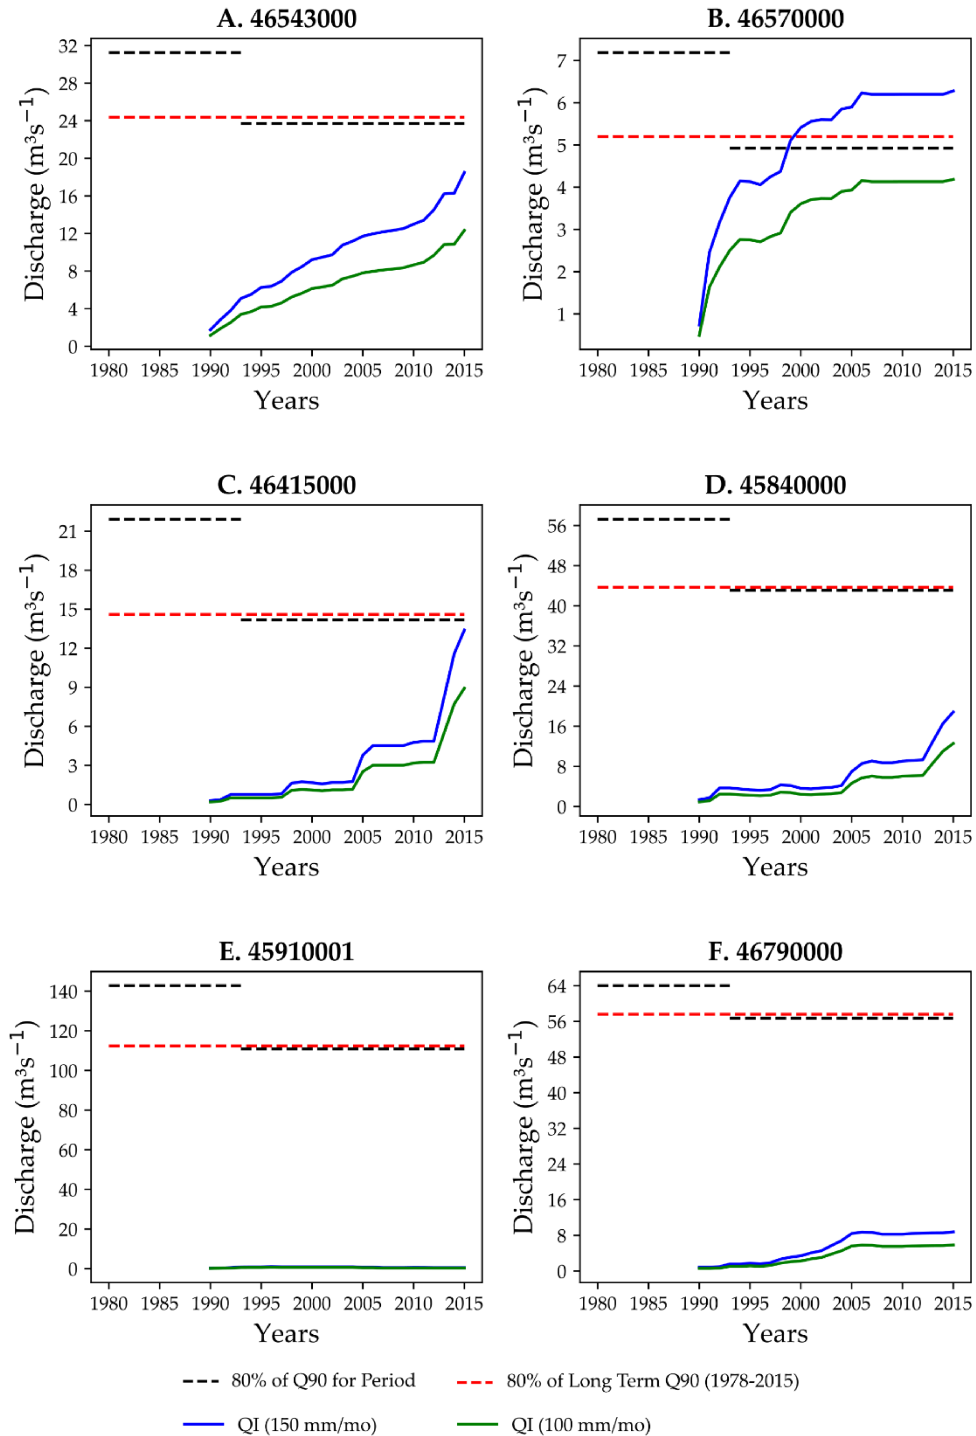 A. 46543000
B. 46570000
32
28
24
20
16
12
8
4
0
Discharge (m³s⁻¹)
1980 1985 1990 1995 2000 2005 2010 2015
Years
7
6
5
4
3
2
1
Discharge (m³s⁻¹)
1980 1985 1990 1995 2000 2005 2010 2015
Years
C. 46415000
D. 45840000
21
18
15
12
9
6
3
0
Discharge (m³s⁻¹)
1980 1985 1990 1995 2000 2005 2010 2015
Years
56
48
40
32
24
16
8
0
Discharge (m³s⁻¹)
1980 1985 1990 1995 2000 2005 2010 2015
Years
E. 45910001
F. 46790000
140
120
100
80
60
40
20
0
Discharge (m³s⁻¹)
1980 1985 1990 1995 2000 2005 2010 2015
Years
64
56
48
40
32
24
16
8
0
Discharge (m³s⁻¹)
1980 1985 1990 1995 2000 2005 2010 2015
Years
80% of Q90 for Period
80% of Long Term Q90 (1978-2015)
QI (150 mm/mo)
QI (100 mm/mo)